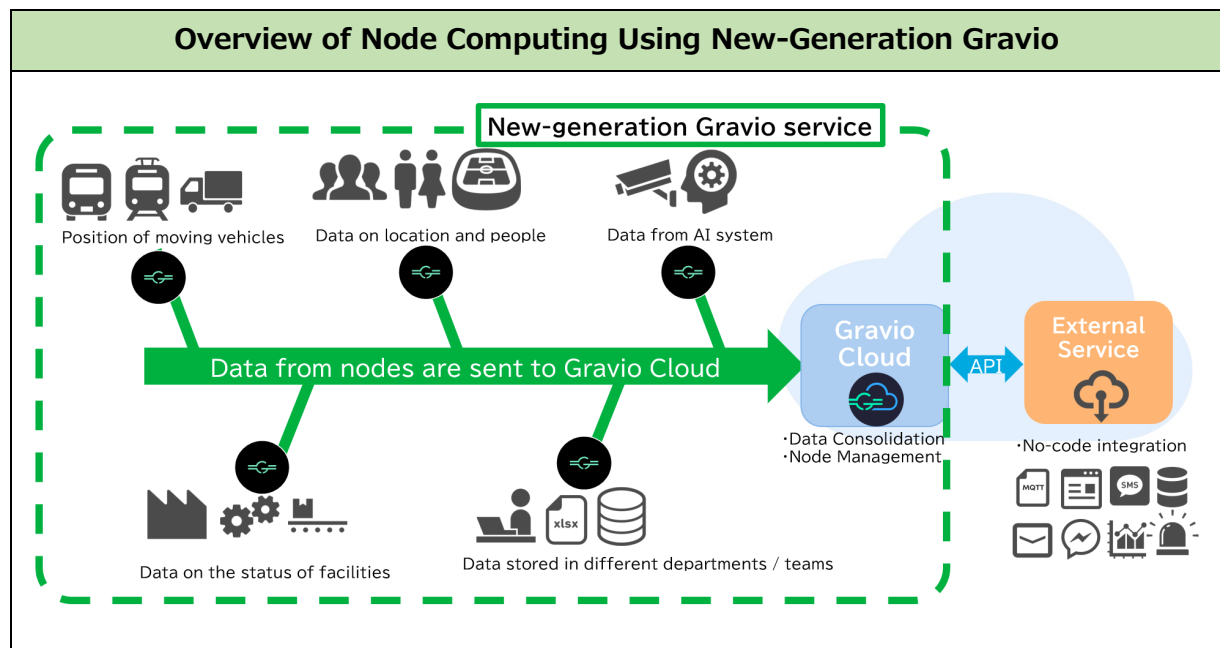 Overview of Node Computing Using New-Generation Gravio
New-generation Gravio service
Position of moving vehicles
Data on location and people
Data from AI system
Data from nodes are sent to Gravio Cloud
Gravio
Cloud
API
External
Service
・Data Consolidation
・Node Management
・No-code integration
MQTT
SMS
xlsx
Data on the status of facilities
Data stored in different departments / teams